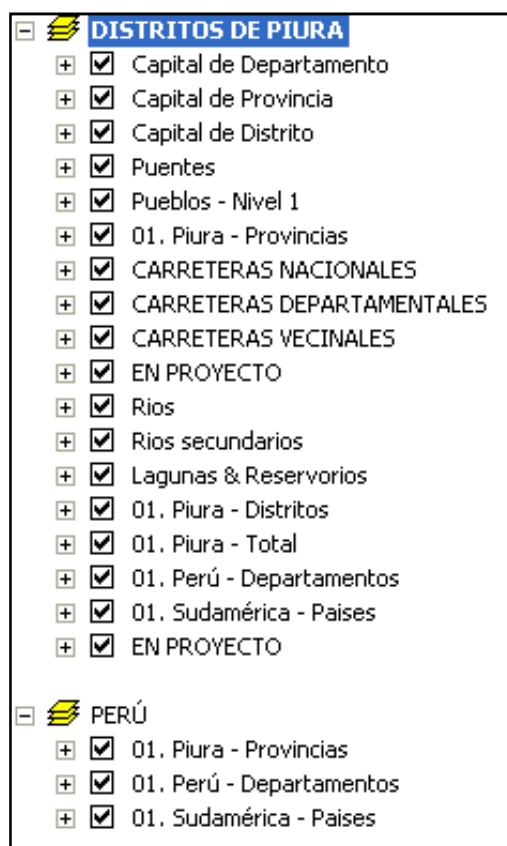 DISTRITOS DE PIURA
Capital de Departamento
Capital de Provincia
Capital de Distrito
Puentes
Pueblos - Nivel 1
01. Piura - Provincias
CARRETERAS NACIONALES
CARRETERAS DEPARTAMENTALES
CARRETERAS VECINALES
EN PROYECTO
Rios
Rios secundarios
Lagunas & Reservorios
01. Piura - Distritos
01. Piura - Total
01. Perú - Departamentos
01. Sudamérica - Paises
EN PROYECTO
PERÚ
01. Piura - Provincias
01. Perú - Departamentos
01. Sudamérica - Paises